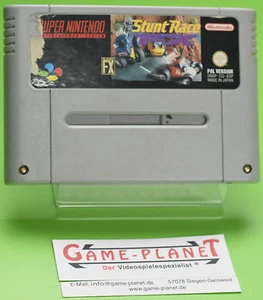 SUPER NINTENDO
ENTERTAINMENT SYSTEM
Stunt Race
FX
Nintendo
PAL VERSION
MADE IN JAPAN
GAME-PLANET
Der Videospielespezialist
E-Mail: info@game-planet.de
57078 Siegen-Geisweid
www.game-planet.de